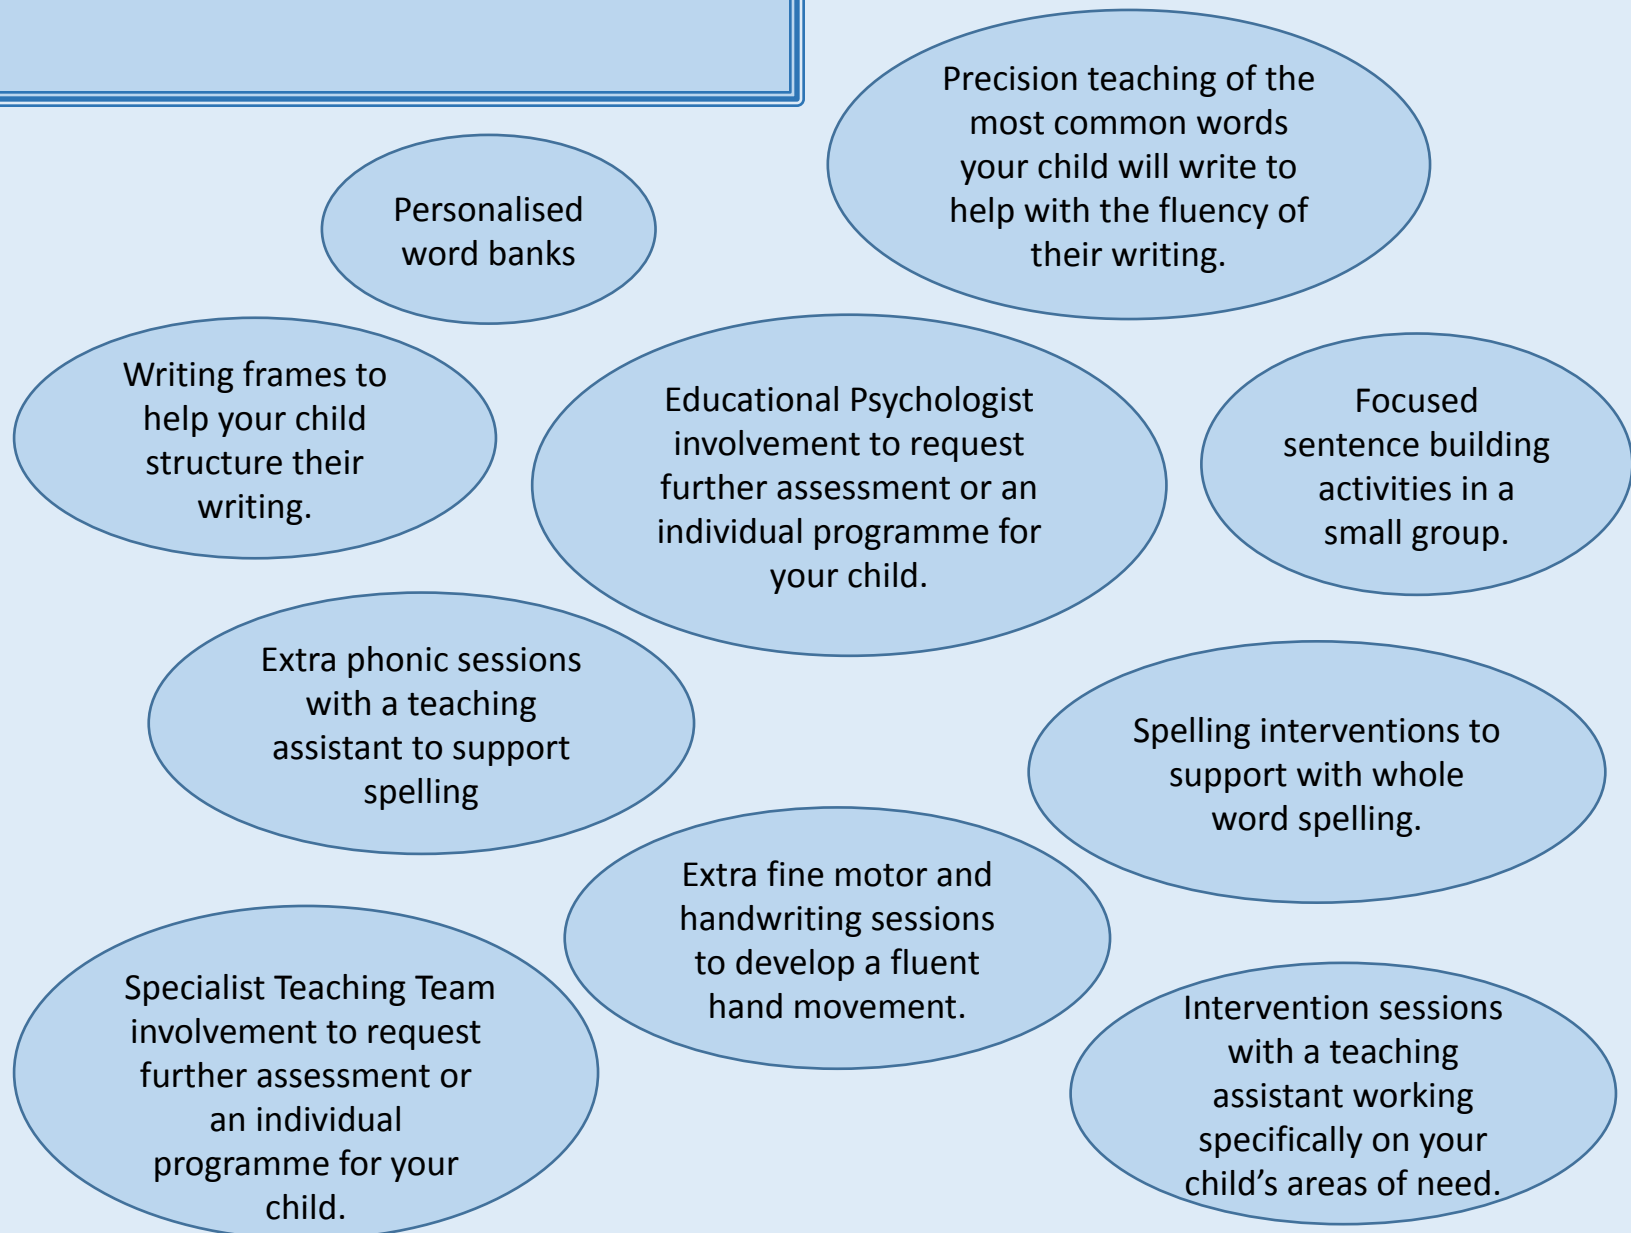 Precision teaching of the
most common words
your child will write to
help with the fluency of
their writing.
Personalised
word banks
Writing frames to
help your child
structure their
writing.
Educational Psychologist
involvement to request
further assessment or an
individual programme for
your child.
Focused
sentence building
activities in a
small group.
Extra phonic sessions
with a teaching
assistant to support
spelling
Spelling interventions to
support with whole
word spelling.
Extra fine motor and
handwriting sessions
to develop a fluent
hand movement.
Specialist Teaching Team
involvement to request
further assessment or
an individual
programme for your
child.
Intervention sessions
with a teaching
assistant working
specifically on your
child’s areas of need.